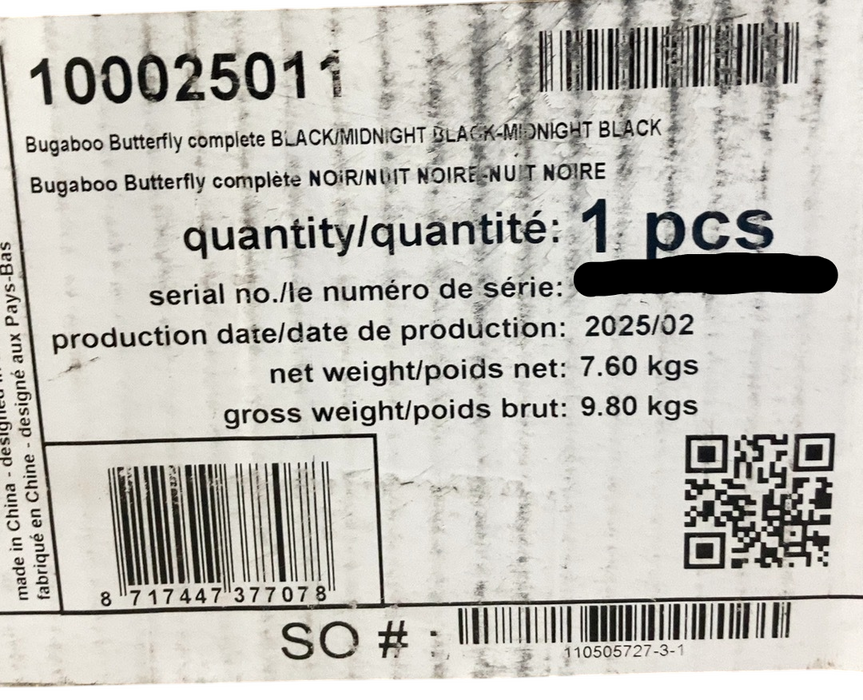 100025011
Bugaboo Butterfly complete BLACK/MIDNIGHT BLACK-MIDNIGHT BLACK
Bugaboo Butterfly complète NOIR/NUIT NOIRE-NUIT NOIRE
quantity/quantité: 1 pcs
serial no./le numéro de série:
production date/date de production: 2025/02
net weight/poids net: 7.60 kgs
gross weight/poids brut: 9.80 kgs
made in China - designed
fabriqué en Chine - designé aux Pays-Bas
8 717447 377078
SO # :
110505727-3-1